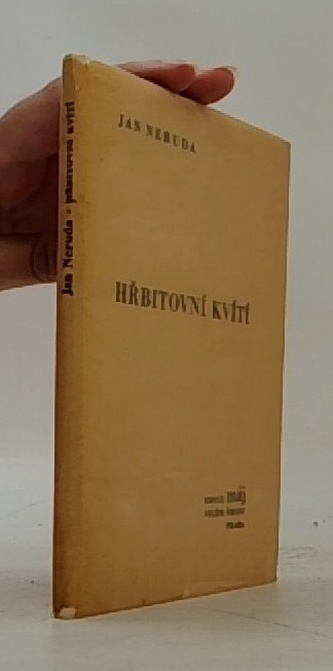 JAN NERUDA
HŘBITOVNÍ KVÍTÍ
máj
PRAHA
Jan Neruda • HŘBITOVNÍ KVÍTÍ